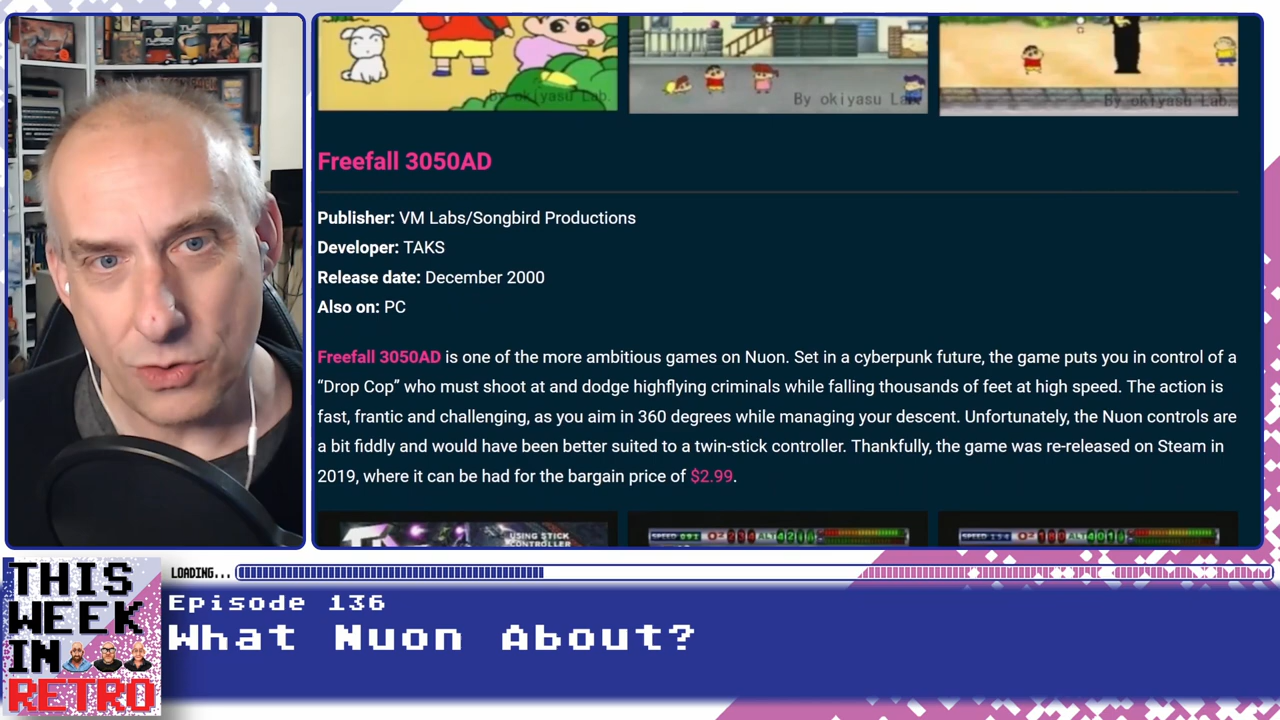 By okiyasu Lab.
By okiyasu Lab.
By okiyasu Lab.
Freefall 3050AD
Publisher: VM Labs/Songbird Productions
Developer: TAKS
Release date: December 2000
Also on: PC
Freefall 3050AD is one of the more ambitious games on Nuon. Set in a cyberpunk future, the game puts you in control of a
“Drop Cop” who must shoot at and dodge highflying criminals while falling thousands of feet at high speed. The action is
fast, frantic and challenging, as you aim in 360 degrees while managing your descent. Unfortunately, the Nuon controls are
a bit fiddly and would have been better suited to a twin-stick controller. Thankfully, the game was re-released on Steam in
2019, where it can be had for the bargain price of $2.99.
USING STICK
CONTROLLER
SPEED
ALT
SPEED
ALT
LOADING...
Episode 136
What Nuon About?
THIS
WEEK
IN
RETRO